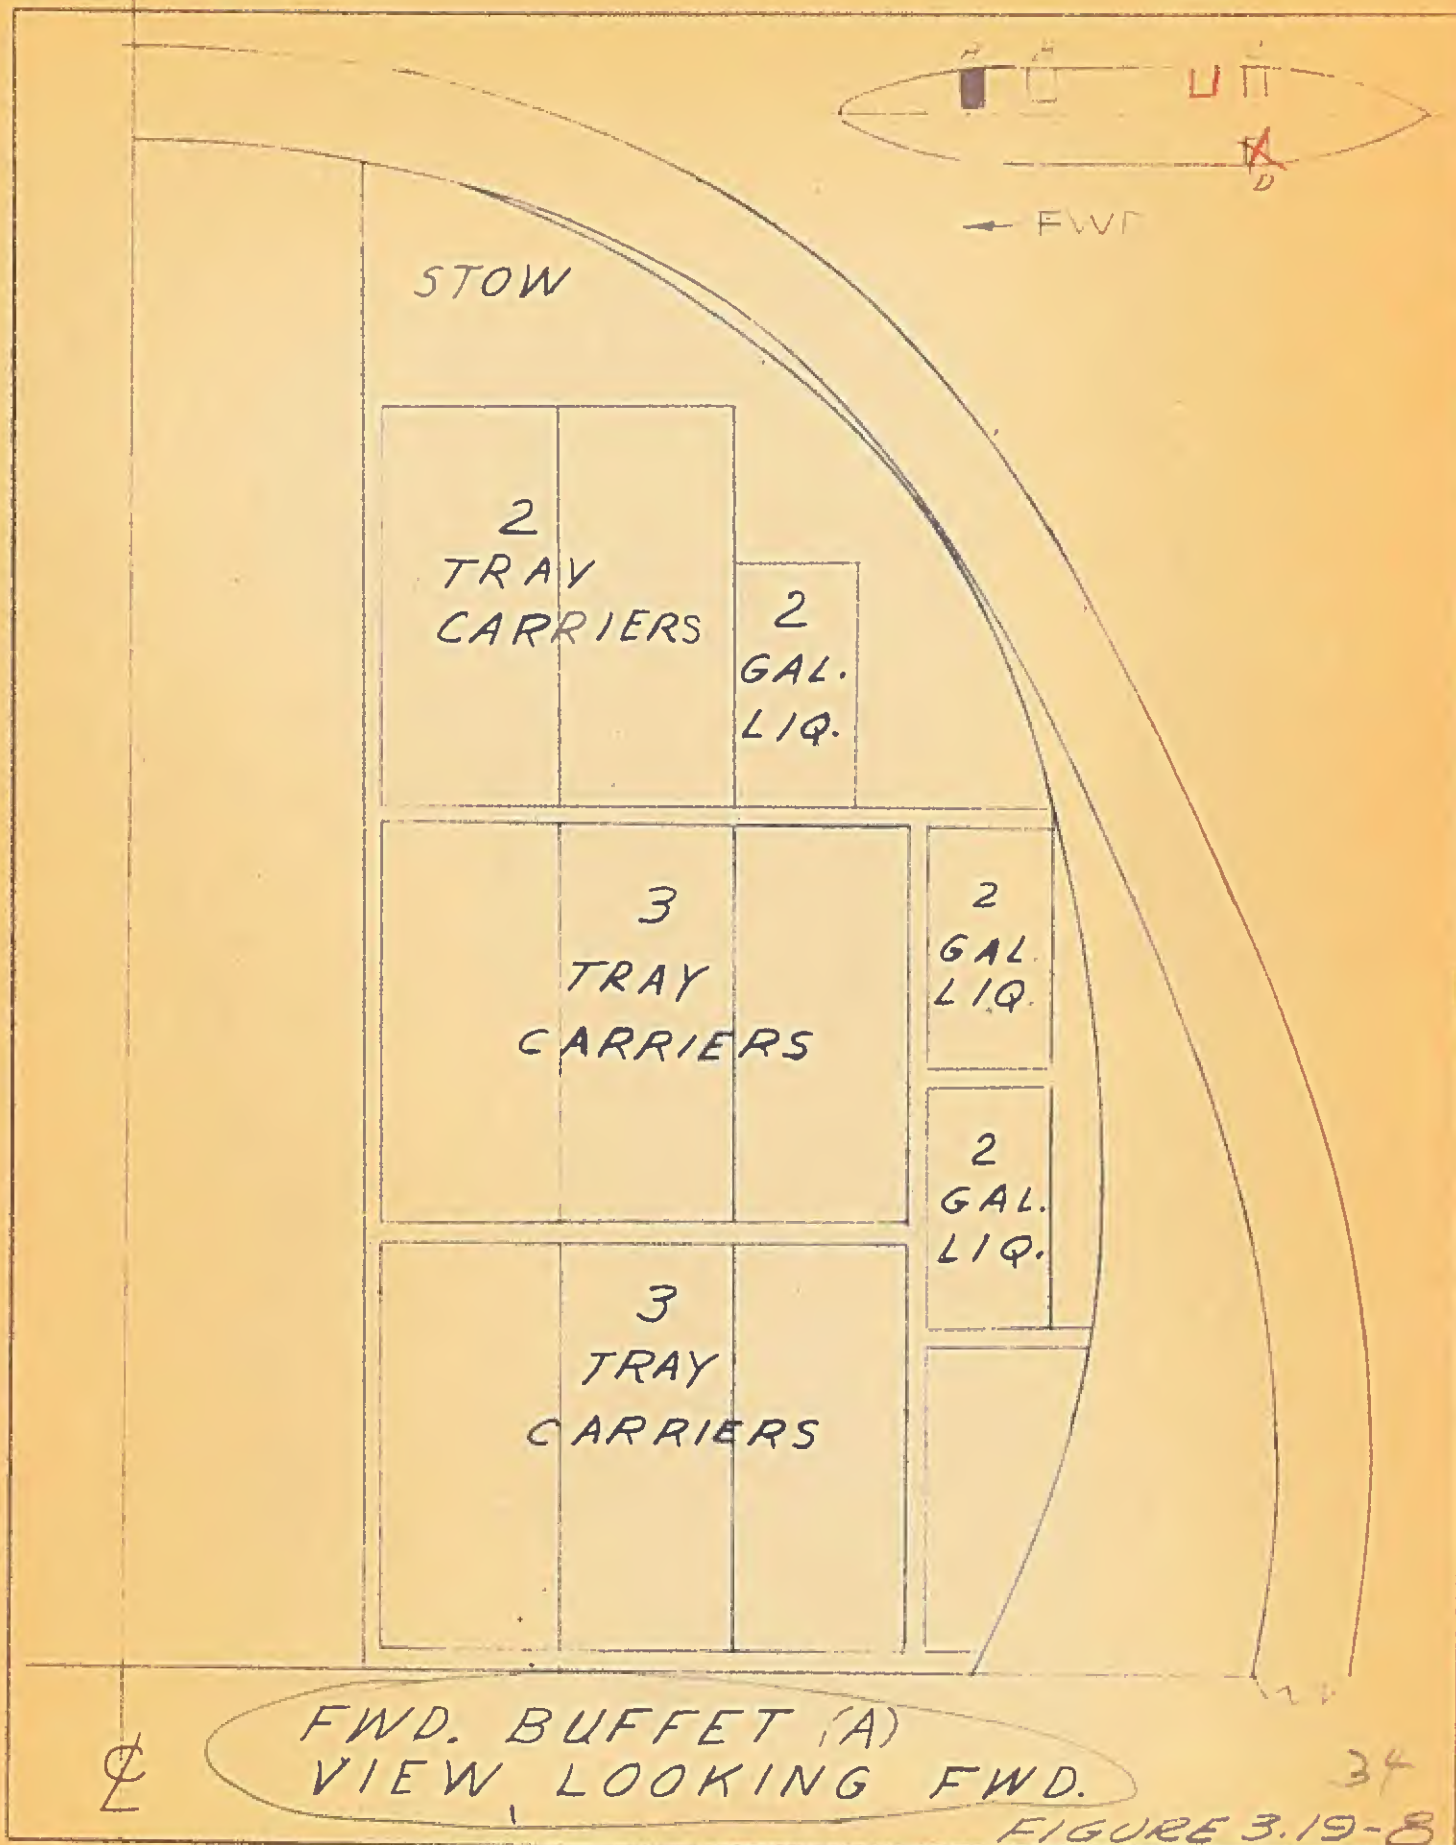 D
← FWD
STOW
2
TRAY
CARRIERS
2
GAL.
LIQ.
3
TRAY
CARRIERS
2
GAL.
LIQ.
2
GAL.
LIQ.
3
TRAY
CARRIERS
FWD. BUFFET (A)
VIEW LOOKING FWD.
34
FIGURE 3.19-8